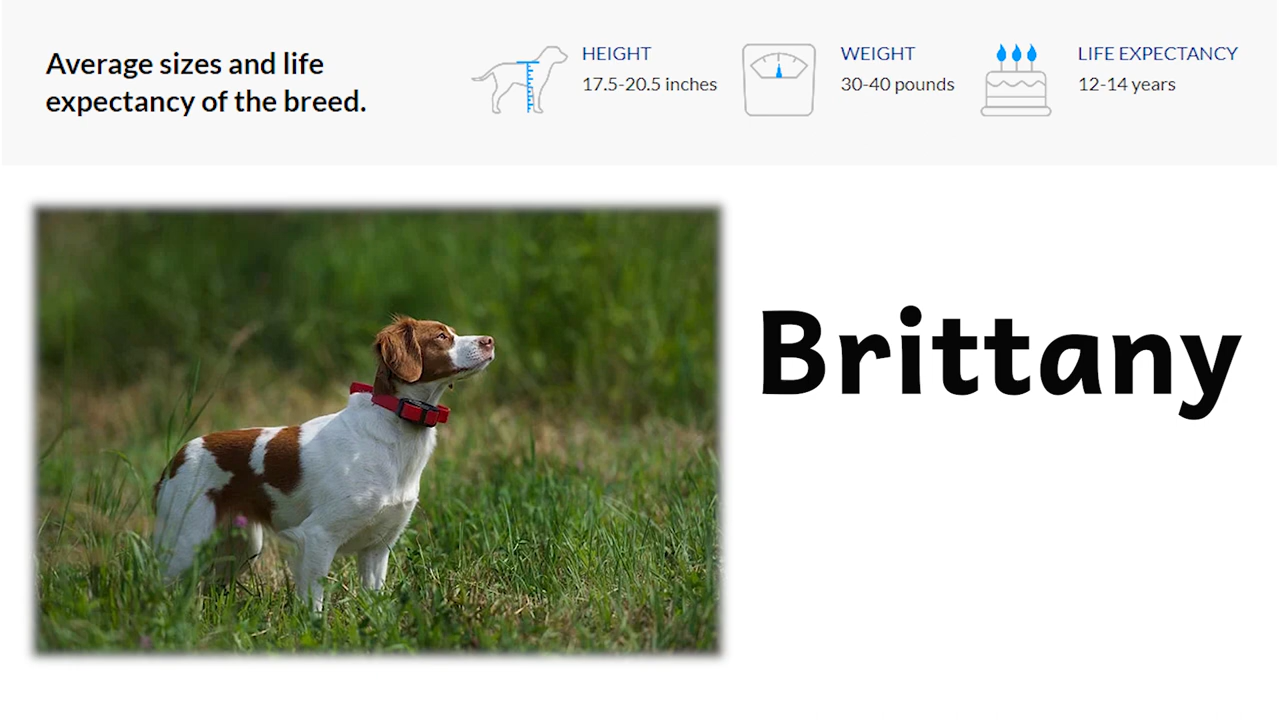 Average sizes and life
expectancy of the breed.
HEIGHT
17.5-20.5 inches
WEIGHT
30-40 pounds
LIFE EXPECTANCY
12-14 years
Brittany